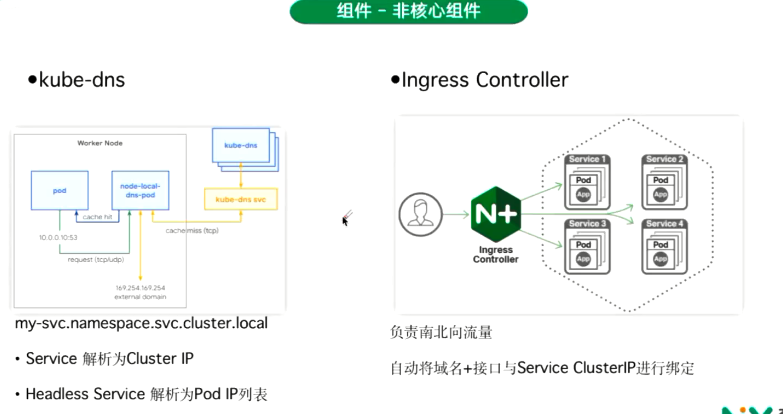 组件 - 非核心组件
•kube-dns
Worker Node
kube-dns
pod
node-local-dns-pod
kube-dns svc
cache hit
cache miss (tcp)
10.0.0.10:53
request (tcp/udp)
169.254.169.254
external domain
my-svc.namespace.svc.cluster.local
• Service 解析为Cluster IP
• Headless Service 解析为Pod IP列表
•Ingress Controller
Service 1
Pod
App
Service 2
Pod
App
N+
Ingress
Controller
Service 3
Pod
App
Service 4
Pod
App
负责南北向流量
自动将域名+接口与Service ClusterIP进行绑定